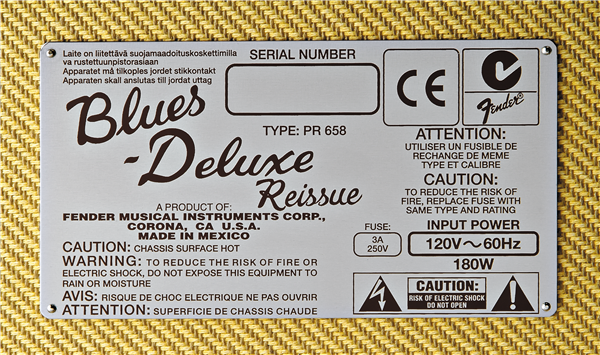 Laite on liitettävä suojamaadoituskoskettimilla
va rustettuunpistorasiaan
Apparatet må tilkoples jordet stikkontakt
Apparaten skall anslutas till jordat uttag
SERIAL NUMBER
CE
Fender®
Blues
-Deluxe
Reissue
TYPE: PR 658
ATTENTION:
UTILISER UN FUSIBLE DE
RECHANGE DE MEME
TYPE ET CALIBRE
CAUTION:
TO REDUCE THE RISK OF
FIRE, REPLACE FUSE WITH
SAME TYPE AND RATING
A PRODUCT OF:
FENDER MUSICAL INSTRUMENTS CORP.,
CORONA, CA U.S.A.
MADE IN MEXICO
CAUTION: CHASSIS SURFACE HOT
WARNING: TO REDUCE THE RISK OF FIRE OR
ELECTRIC SHOCK, DO NOT EXPOSE THIS EQUIPMENT TO
RAIN OR MOISTURE
AVIS: RISQUE DE CHOC ELECTRIQUE NE PAS OUVRIR
ATTENTION: SUPERFICIE DE CHASSIS CHAUDE
FUSE:
3A
250V
INPUT POWER
120V～60Hz
180W
CAUTION:
RISK OF ELECTRIC SHOCK
DO NOT OPEN